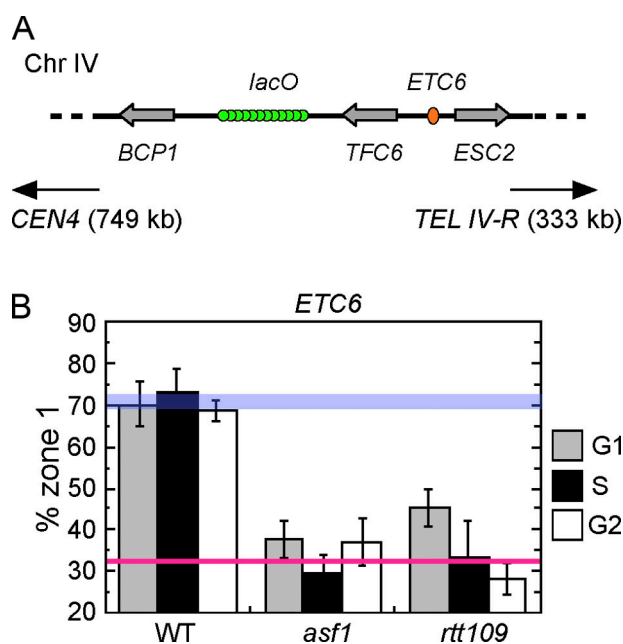 A
Chr IV
lacO
ETC6
BCP1
TFC6
ESC2
CEN4 (749 kb)
TEL IV-R (333 kb)
B
ETC6
% zone 1
90
80
70
60
50
40
30
20
WT
asf1
rtt109
G1
S
G2